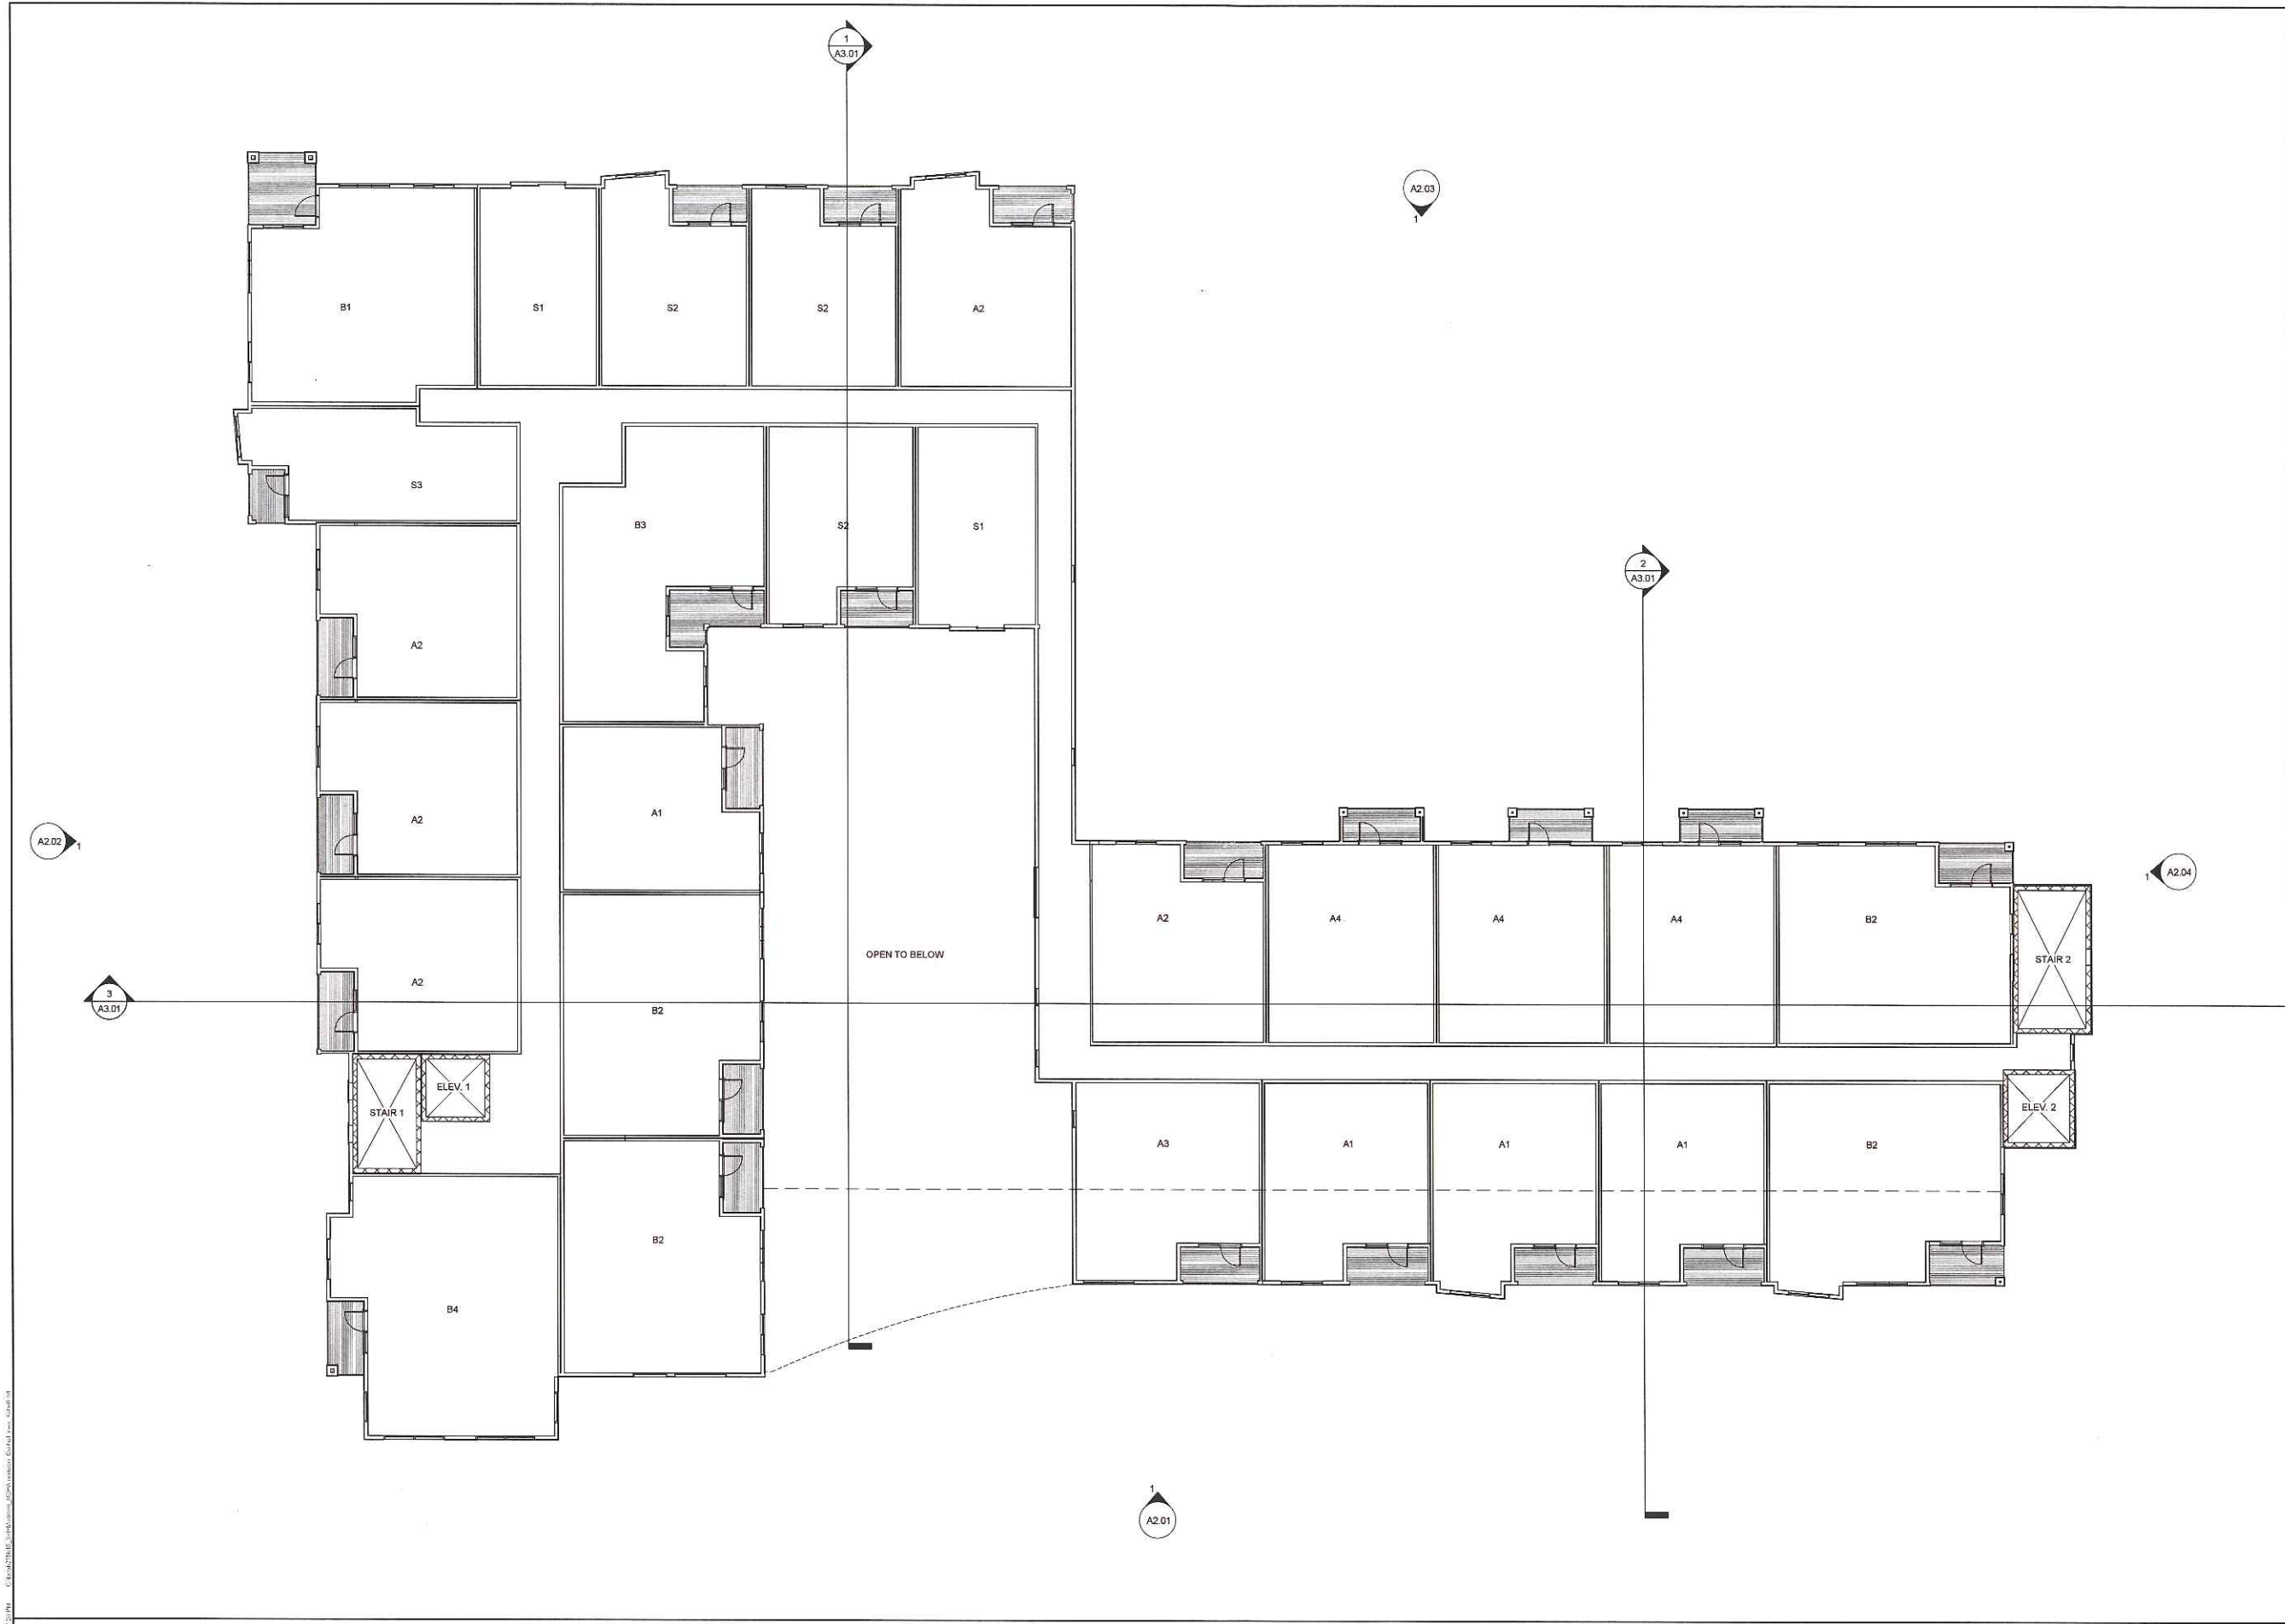 1
A3.01
A2.03
1
B1
S1
S2
S2
A2
S3
B3
S2
S1
2
A3.01
A2
A2
A1
A2.02
1
1
A2.04
A2
A4
A4
A4
B2
STAIR 2
OPEN TO BELOW
A2
3
A3.01
B2
ELEV. 1
STAIR 1
ELEV. 2
A3
A1
A1
A1
B2
B2
B4
1
A2.01